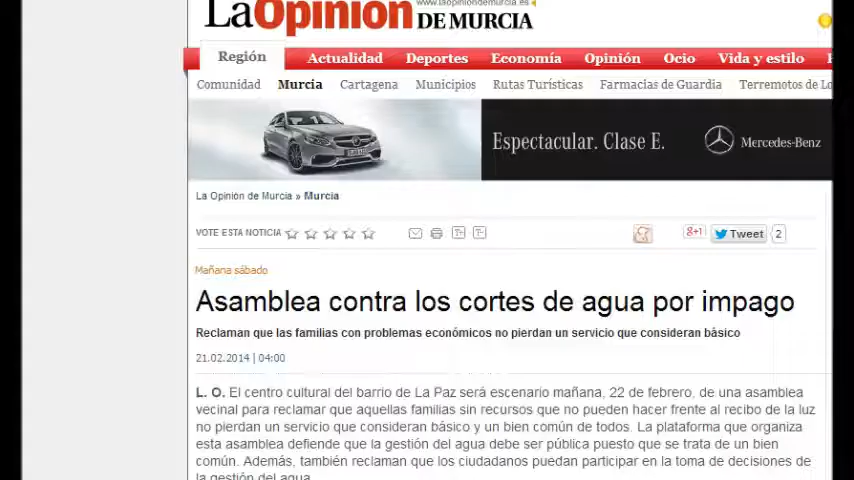 La Opinión DE MURCIA
www.laopiniondemurcia.es
Región Actualidad Deportes Economía Opinión Ocio Vida y estilo
Comunidad Murcia Cartagena Municipios Rutas Turísticas Farmacias de Guardia Terremotos de Lo
Espectacular. Clase E. Mercedes-Benz
La Opinión de Murcia » Murcia
VOTE ESTA NOTICIA T+ T- g+1 Tweet 2
Mañana sábado
Asamblea contra los cortes de agua por impago
Reclaman que las familias con problemas económicos no pierdan un servicio que consideran básico
21.02.2014 | 04:00
L. O. El centro cultural del barrio de La Paz será escenario mañana, 22 de febrero, de una asamblea
vecinal para reclamar que aquellas familias sin recursos que no pueden hacer frente al recibo de la luz
no pierdan un servicio que consideran básico y un bien común de todos. La plataforma que organiza
esta asamblea defiende que la gestión del agua debe ser pública puesto que se trata de un bien
común. Además, también reclaman que los ciudadanos puedan participar en la toma de decisiones de
la gestión del agua.